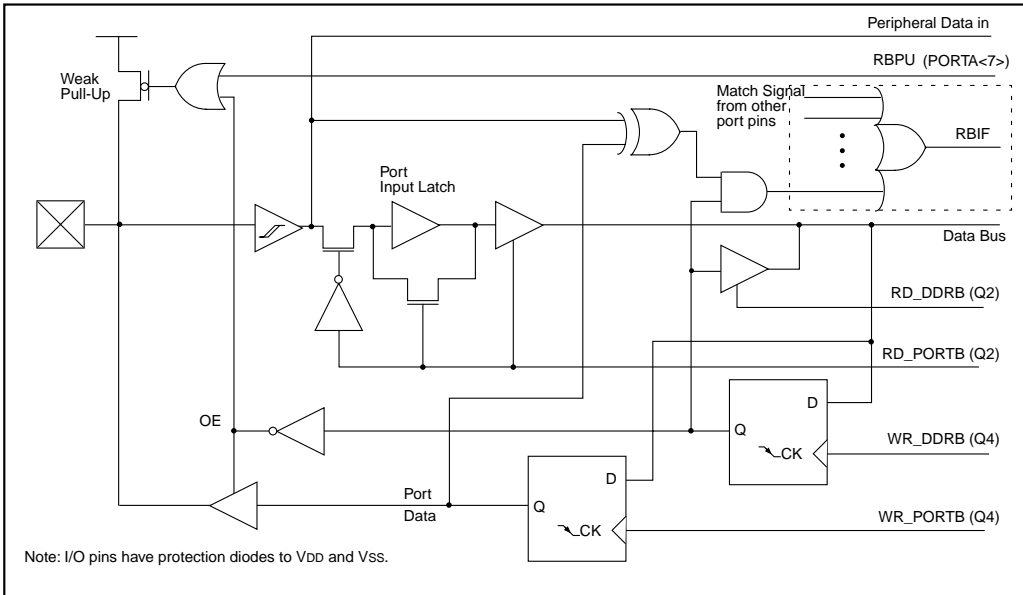 Peripheral Data in
RBPU (PORTA<7>)
Weak
Pull-Up
Match Signal
from other
port pins
RBIF
Port
Input Latch
Data Bus
RD_DDRB (Q2)
RD_PORTB (Q2)
OE
D
Q
CK
WR_DDRB (Q4)
Port
Data
D
Q
CK
WR_PORTB (Q4)
Note: I/O pins have protection diodes to VDD and VSS.